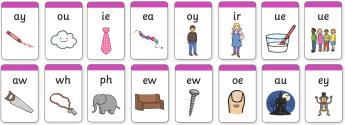 ay ou ie ea oy ir ue ue
aw wh ph ew ew oe au ey